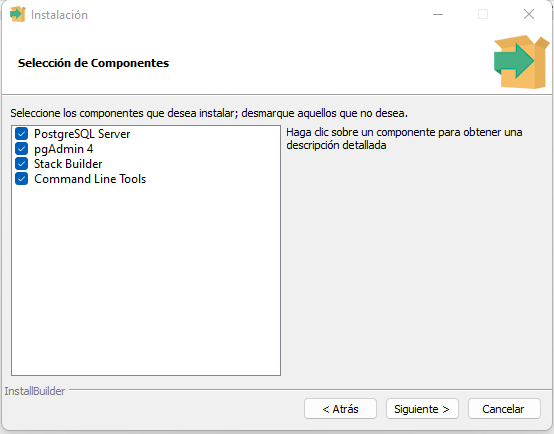 Instalación
Selección de Componentes
Seleccione los componentes que desea instalar; desmarque aquellos que no desea.
PostgreSQL Server
pgAdmin 4
Stack Builder
Command Line Tools
Haga clic sobre un componente para obtener una
descripción detallada
InstallBuilder
< Atrás
Siguiente >
Cancelar